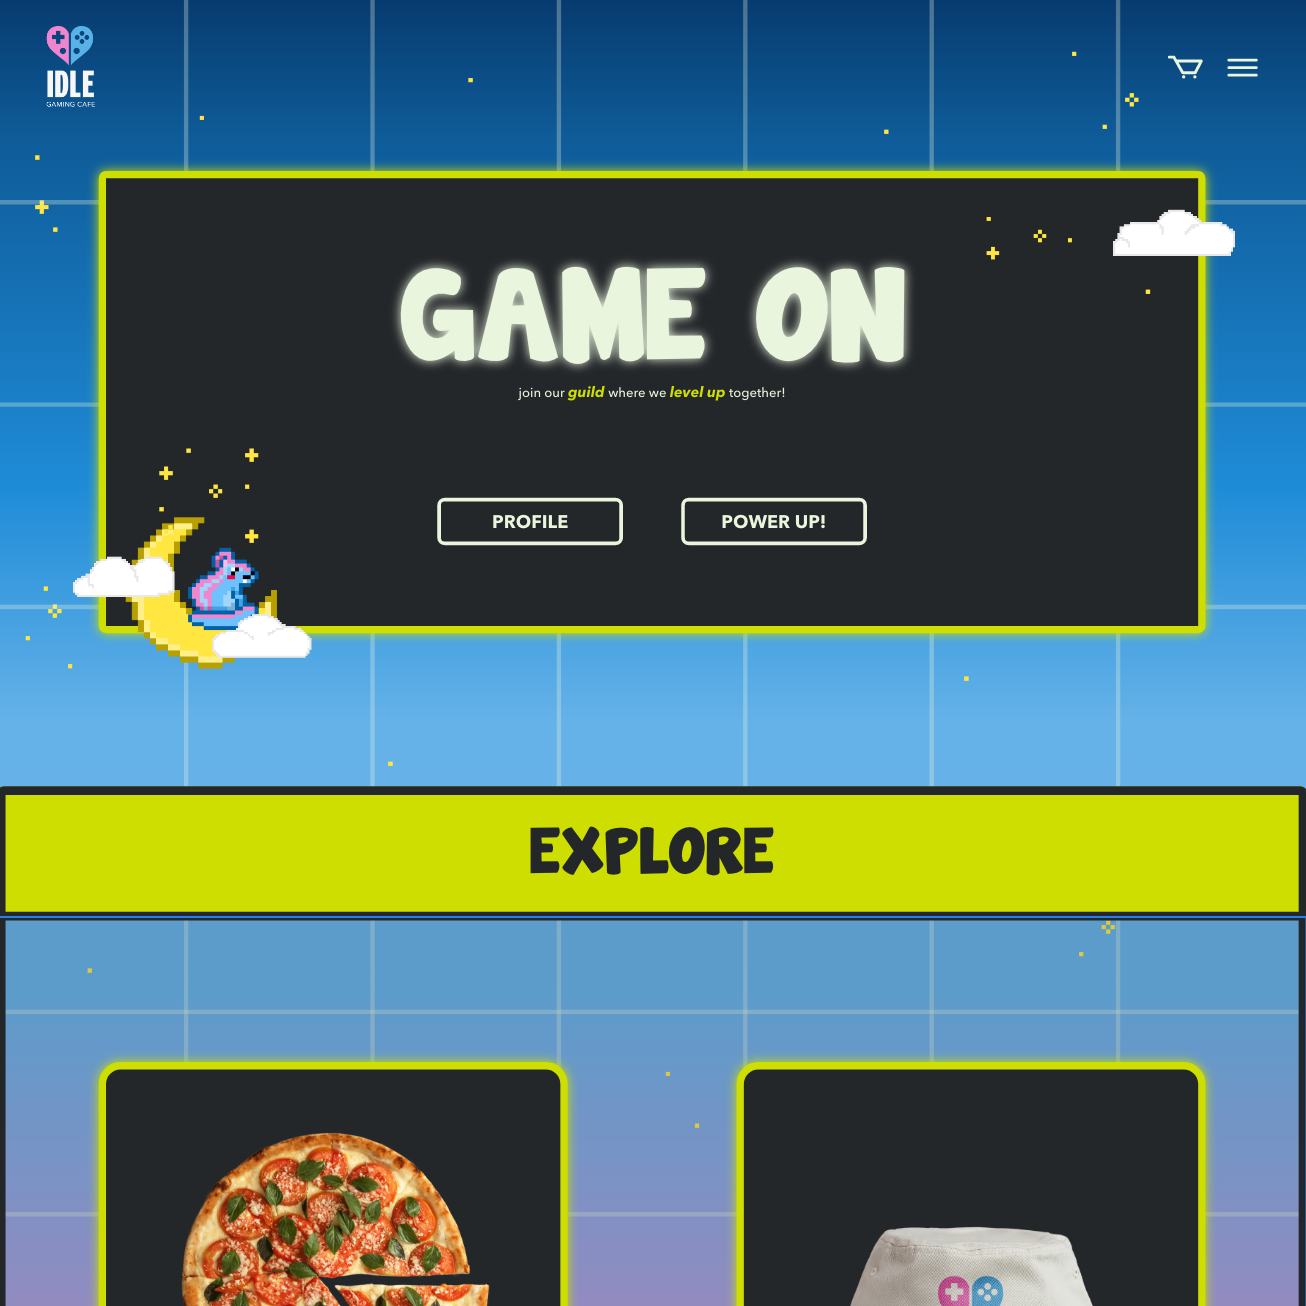 IDLE
GAMING CAFE
GAME ON
join our guild where we level up together!
PROFILE
POWER UP!
EXPLORE